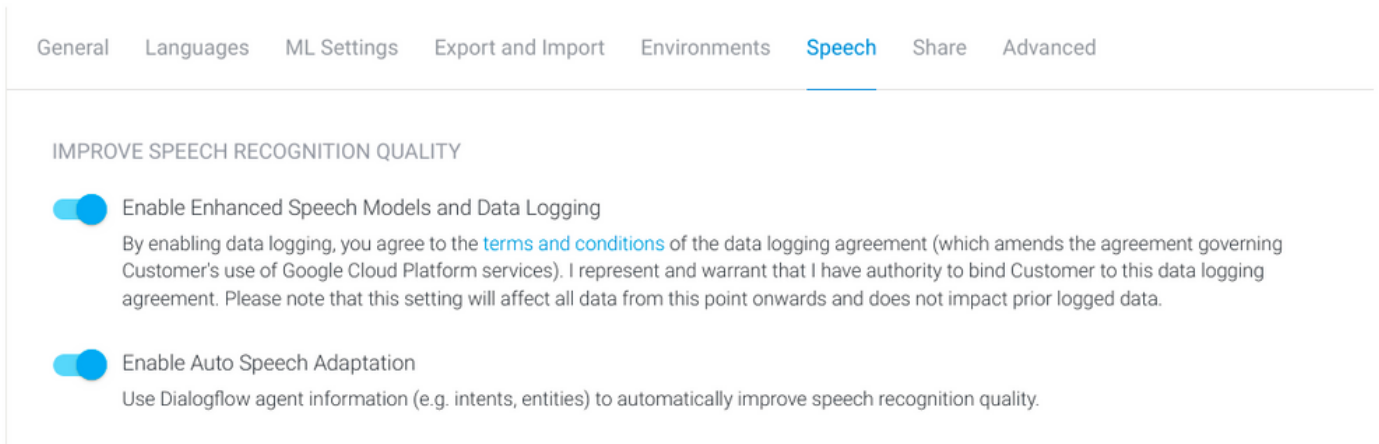 General Languages ML Settings Export and Import Environments Speech Share Advanced
IMPROVE SPEECH RECOGNITION QUALITY
Enable Enhanced Speech Models and Data Logging
By enabling data logging, you agree to the terms and conditions of the data logging agreement (which amends the agreement governing
Customer's use of Google Cloud Platform services). I represent and warrant that I have authority to bind Customer to this data logging
agreement. Please note that this setting will affect all data from this point onwards and does not impact prior logged data.
Enable Auto Speech Adaptation
Use Dialogflow agent information (e.g. intents, entities) to automatically improve speech recognition quality.